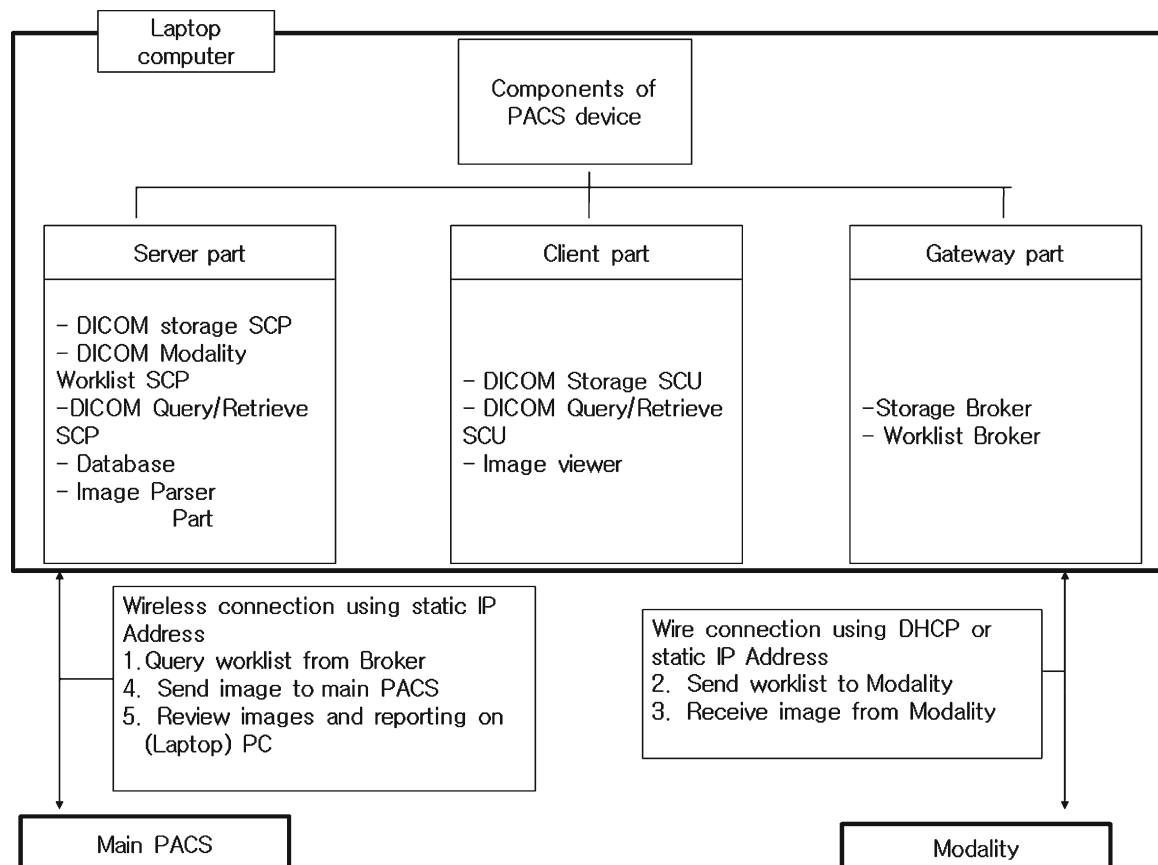 Laptop
computer
Components of
PACS device
Server part
- DICOM storage SCP
- DICOM Modality
Worklist SCP
-DICOM Query/Retrieve
SCP
- Database
- Image Parser
Part
Client part
- DICOM Storage SCU
- DICOM Query/Retrieve
SCU
- Image viewer
Gateway part
-Storage Broker
- Worklist Broker
Wireless connection using static IP
Address
1.Query worklist from Broker
4. Send image to main PACS
5. Review images and reporting on
(Laptop) PC
Wire connection using DHCP or
static IP Address
2. Send worklist to Modality
3. Receive image from Modality
Main PACS
Modality